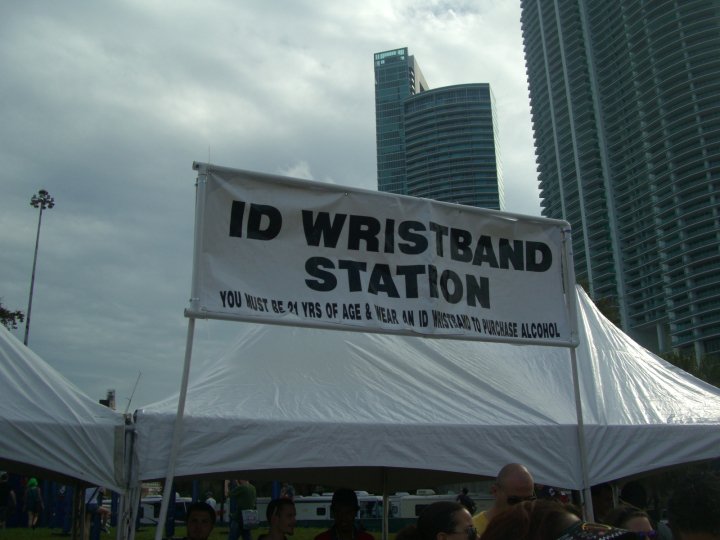 ID WRISTBAND
STATION
YOU MUST BE 21 YRS OF AGE & WEAR AN ID WRISTBAND TO PURCHASE ALCOHOL